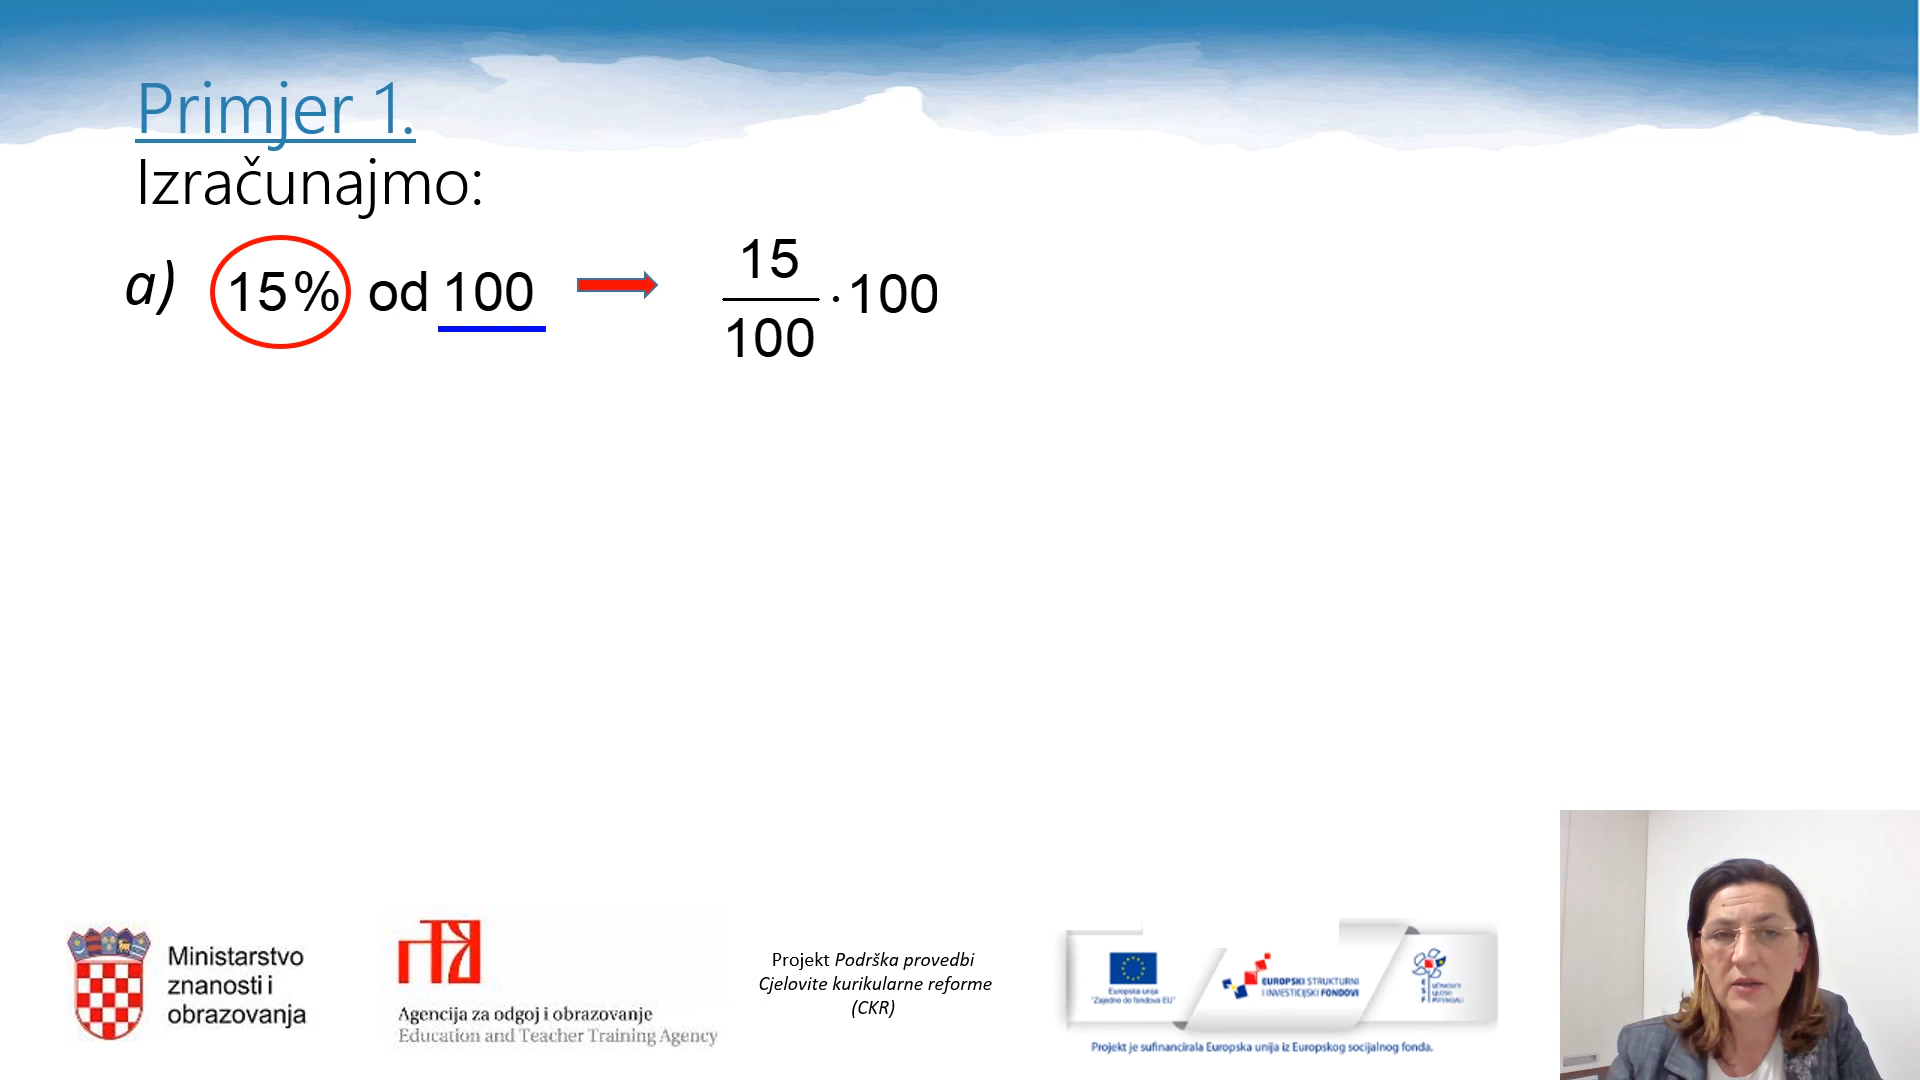 Primjer 1.
Izračunajmo:
a) 15% od 100
15
100
·100
Ministarstvo
znanosti i
obrazovanja
Agencija za odgoj i obrazovanje
Education and Teacher Training Agency
Projekt Podrška provedbi
Cjelovite kurikularne reforme
(CKR)
Europska unija
"Zajedno do fondova EU"
EUROPSKI STRUKTURNI
I INVESTICIJSKI FONDOVI
ESF
Projekt je sufinancirala Europska unija iz Europskog socijalnog fonda.